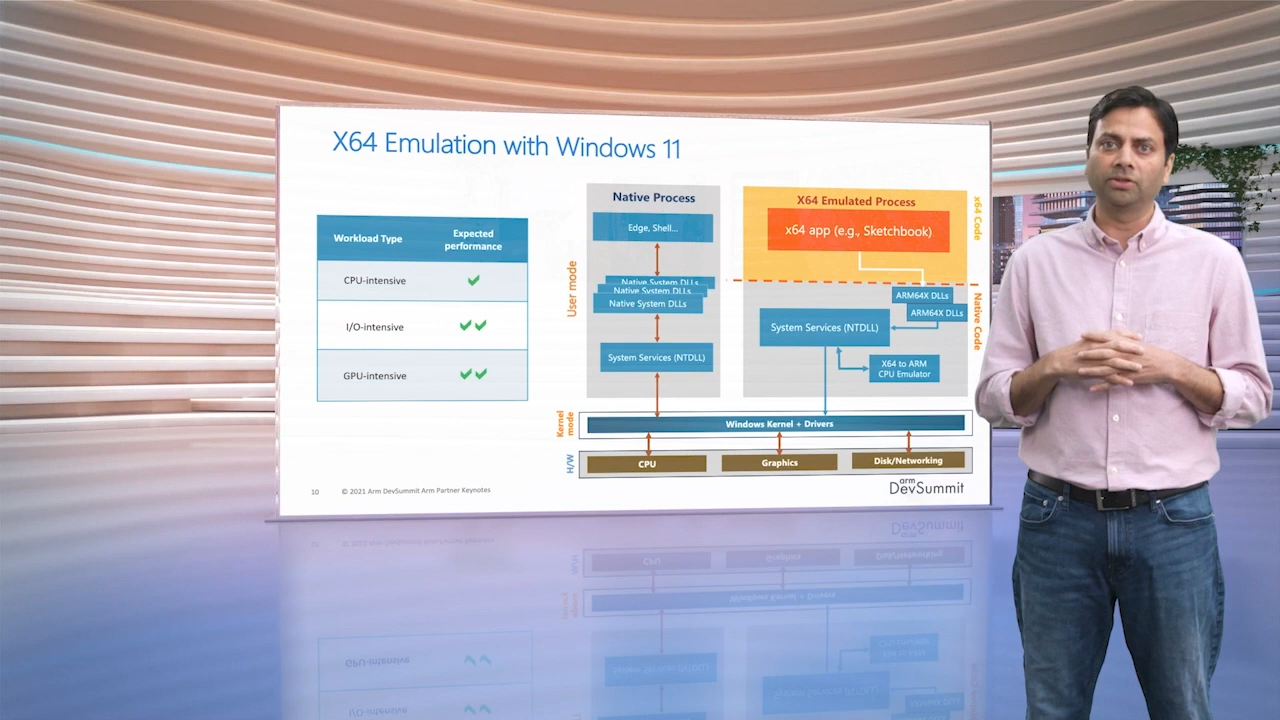 X64 Emulation with Windows 11
Workload Type
Expected
performance
CPU-intensive
I/O-intensive
GPU-intensive
User mode
Native Process
Edge, Shell...
Native System DLLs
Native System DLLs
Native System DLLs
System Services (NTDLL)
X64 Emulated Process
x64 app (e.g., Sketchbook)
x64 Code
Native Code
ARM64X DLLs
ARM64X DLLs
System Services (NTDLL)
X64 to ARM
CPU Emulator
Kernel
mode
Windows Kernel + Drivers
H/W
CPU
Graphics
Disk/Networking
10
© 2021 Arm DevSummit Arm Partner Keynotes
arm
DevSummit